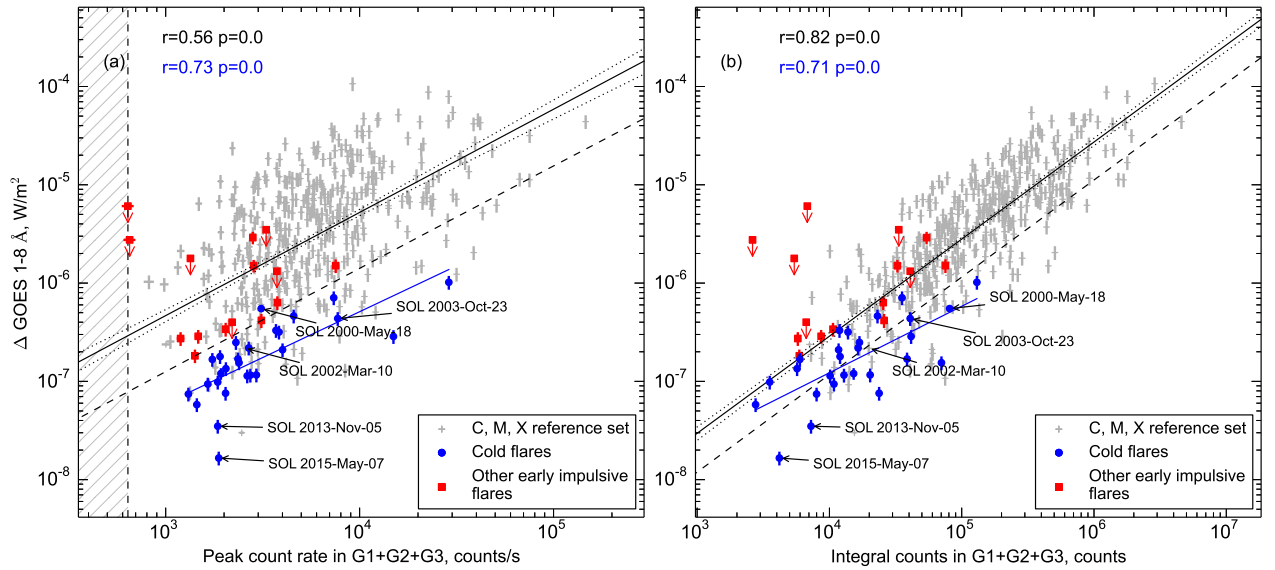 (a)
r=0.56 p=0.0
r=0.73 p=0.0
Δ GOES 1-8 Å, W/m²
10⁻⁴
10⁻⁵
10⁻⁶
10⁻⁷
10⁻⁸
SOL 2003-Oct-23
SOL 2000-May-18
SOL 2002-Mar-10
SOL 2013-Nov-05
SOL 2015-May-07
C, M, X reference set
Cold flares
Other early impulsive
flares
10³
10⁴
10⁵
Peak count rate in G1+G2+G3, counts/s
(b)
r=0.82 p=0.0
r=0.71 p=0.0
10⁻⁴
10⁻⁵
10⁻⁶
10⁻⁷
10⁻⁸
SOL 2000-May-18
SOL 2003-Oct-23
SOL 2002-Mar-10
SOL 2013-Nov-05
SOL 2015-May-07
C, M, X reference set
Cold flares
Other early impulsive
flares
10³
10⁴
10⁵
10⁶
10⁷
Integral counts in G1+G2+G3, counts